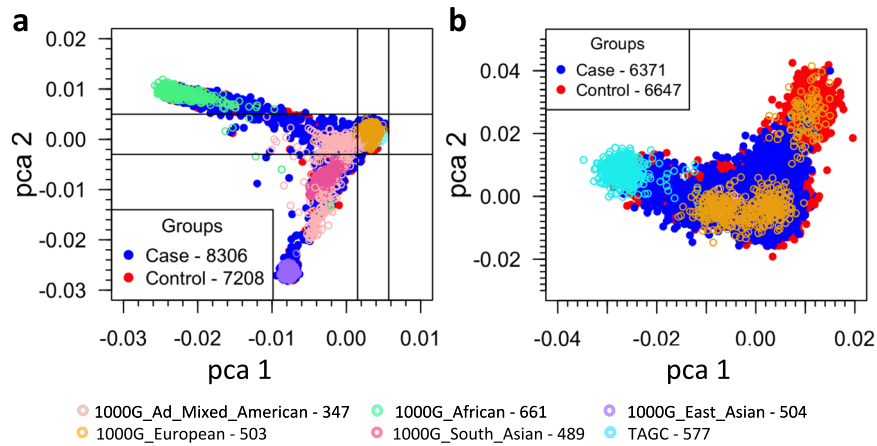 a
b
0.02
0.01
0.00
-0.01
-0.02
-0.03
pca 2
Groups
Case - 8306
Control - 7208
-0.03
-0.02
-0.01
0.00
0.01
pca 1
0.04
0.02
0.00
-0.02
pca 2
Groups
Case - 6371
Control - 6647
-0.04
-0.02
0.00
0.02
pca 1
1000G_Ad_Mixed_American - 347
1000G_African - 661
1000G_East_Asian - 504
1000G_European - 503
1000G_South_Asian - 489
TAGC - 577